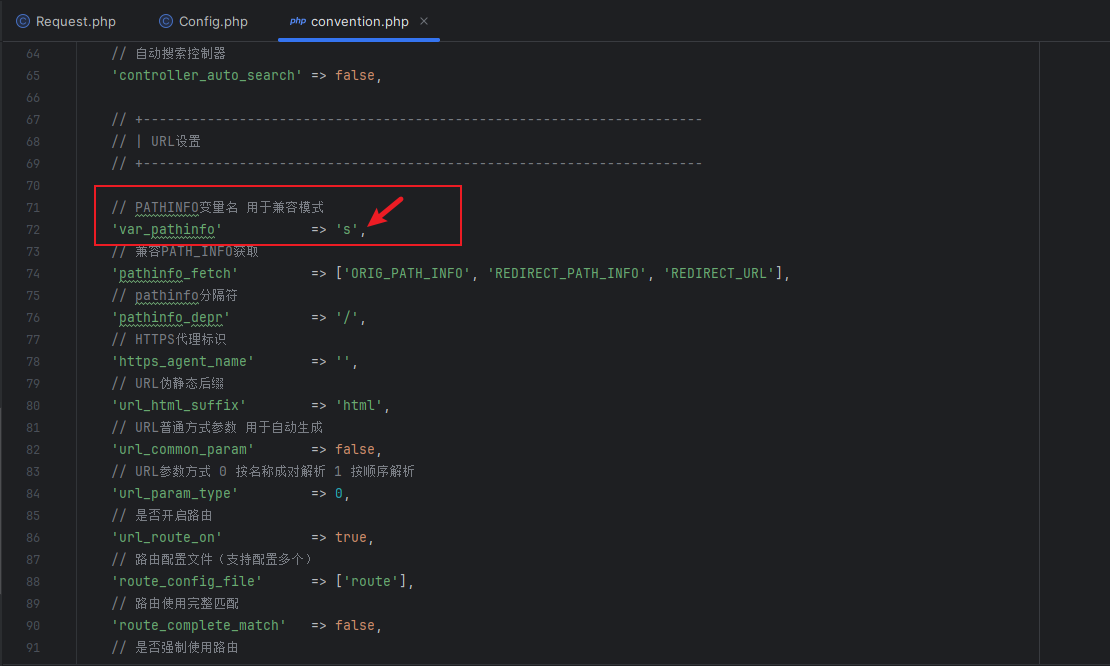 Request.php Config.php php convention.php
64 // 自动搜索控制器
65 'controller_auto_search' => false,
66
67 // +----------------------------------------------------------------------
68 // | URL设置
69 // +----------------------------------------------------------------------
70
71 // PATHINFO变量名 用于兼容模式
72 'var_pathinfo' => 's',
73 // 兼容PATH_INFO获取
74 'pathinfo_fetch' => ['ORIG_PATH_INFO', 'REDIRECT_PATH_INFO', 'REDIRECT_URL'],
75 // pathinfo分隔符
76 'pathinfo_depr' => '/',
77 // HTTPS代理标识
78 'https_agent_name' => '',
79 // URL伪静态后缀
80 'url_html_suffix' => 'html',
81 // URL普通方式参数 用于自动生成
82 'url_common_param' => false,
83 // URL参数方式 0 按名称成对解析 1 按顺序解析
84 'url_param_type' => 0,
85 // 是否开启路由
86 'url_route_on' => true,
87 // 路由配置文件（支持配置多个）
88 'route_config_file' => ['route'],
89 // 路由使用完整匹配
90 'route_complete_match' => false,
91 // 是否强制使用路由